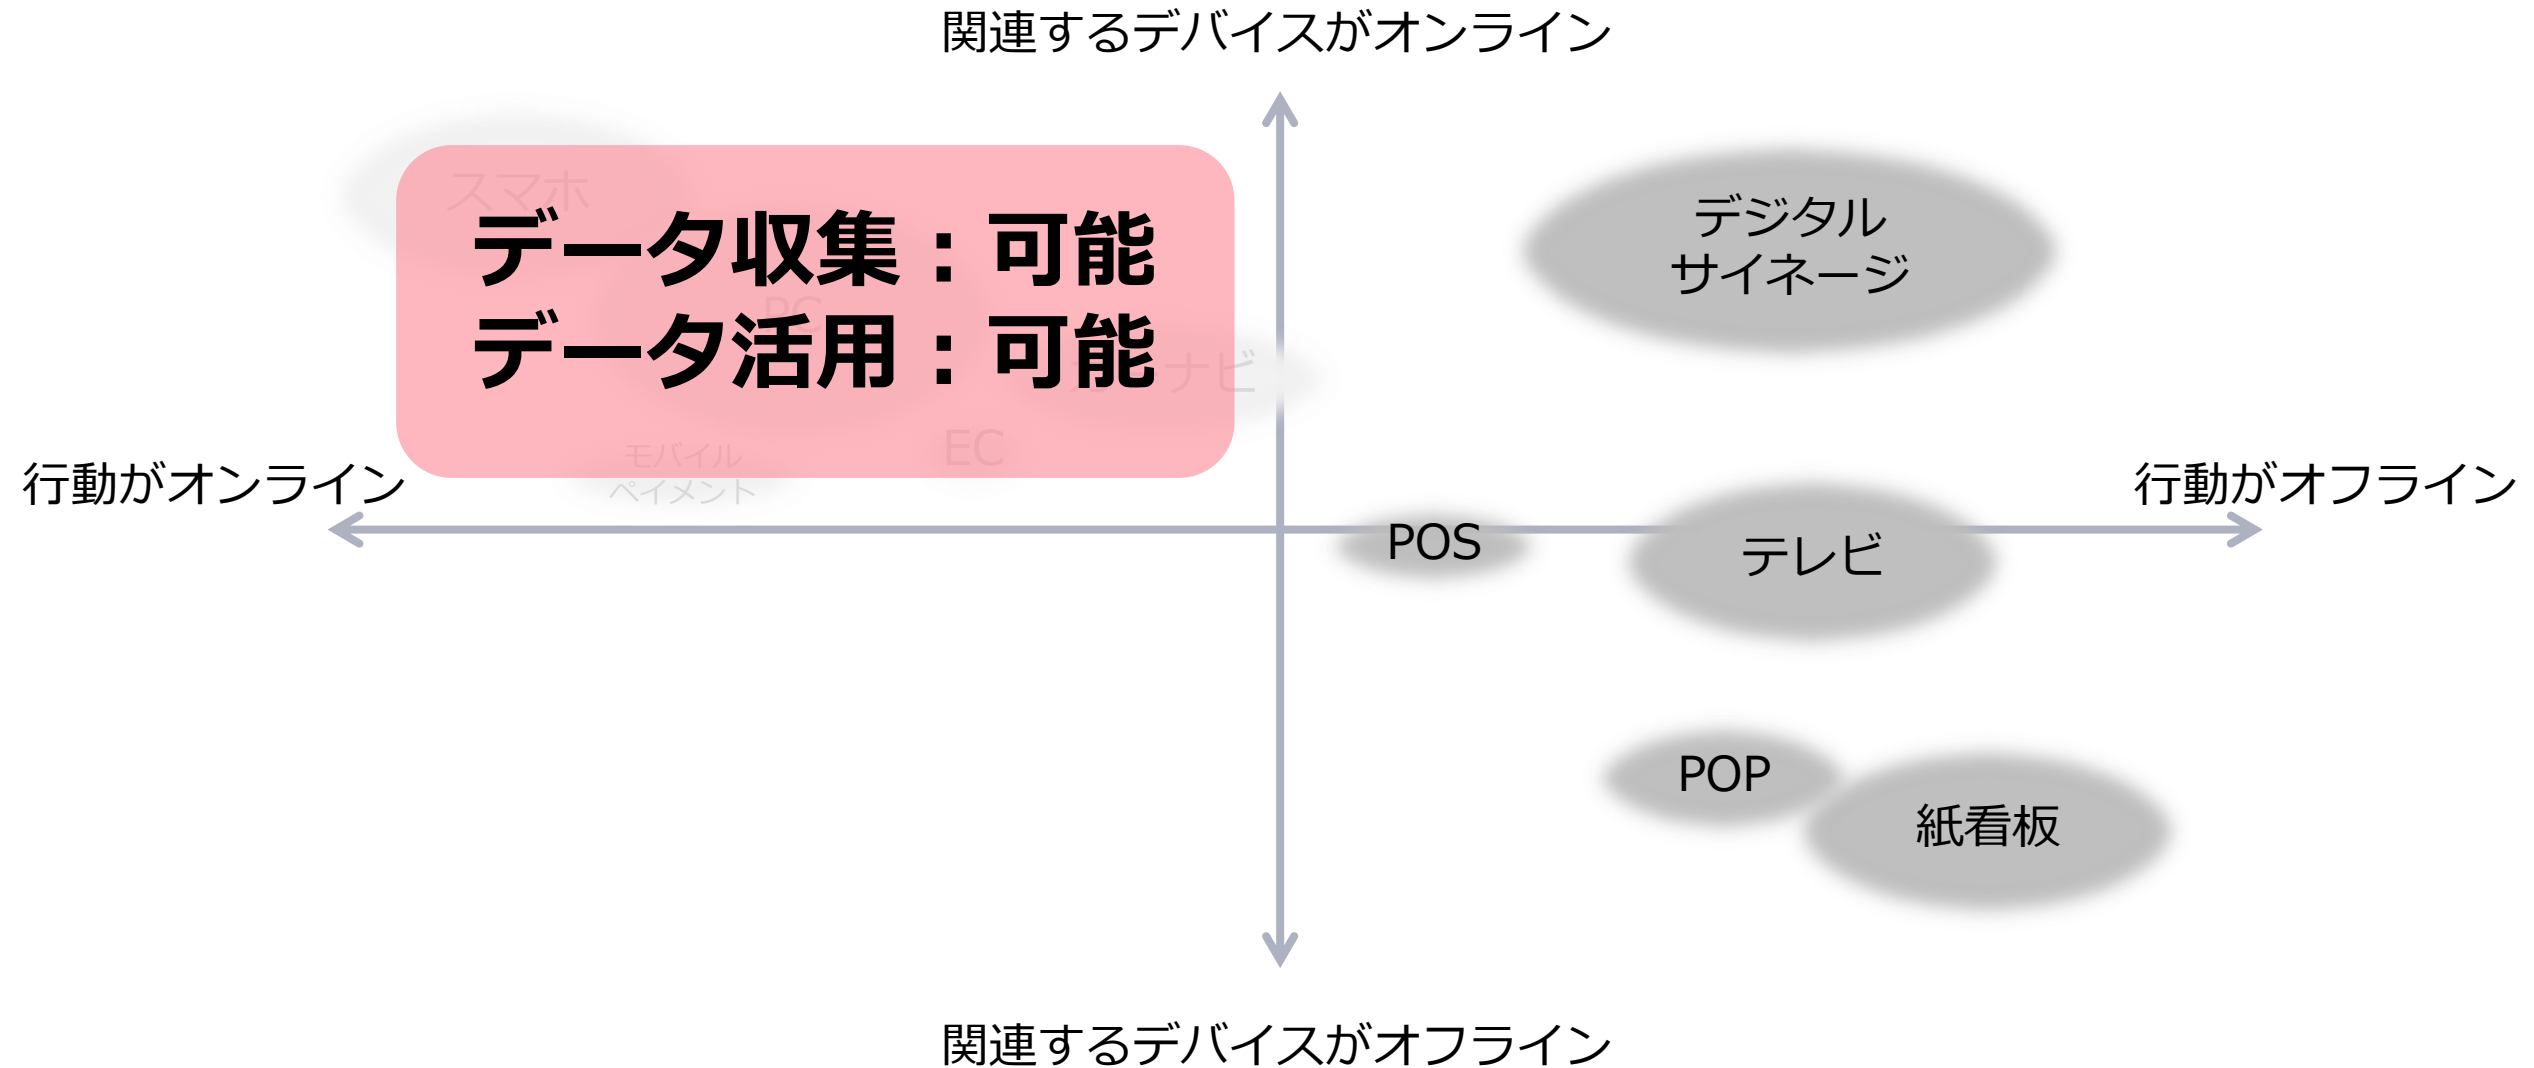 関連するデバイスがオンライン
スマホ
データ収集：可能
PC
データ活用：可能
ナビ
EC
モバイル
ペイメント
デジタル
サイネージ
行動がオンライン
行動がオフライン
POS
テレビ
POP
紙看板
関連するデバイスがオフライン